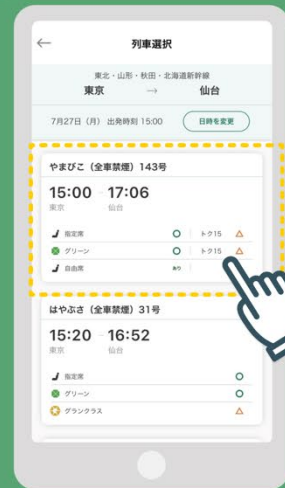 ← 列車選択
東北・山形・秋田・北海道新幹線
東京 → 仙台
7月27日（月） 出発時刻 15:00 日時を変更
やまびこ（全車禁煙）143号
15:00 - 17:06
東京 仙台
指定席 ○ トク15 △
グリーン ○ トク15 △
自由席 あり
はやぶさ（全車禁煙）31号
15:20 - 16:52
東京 仙台
指定席 ○
グリーン ○
グランクラス △